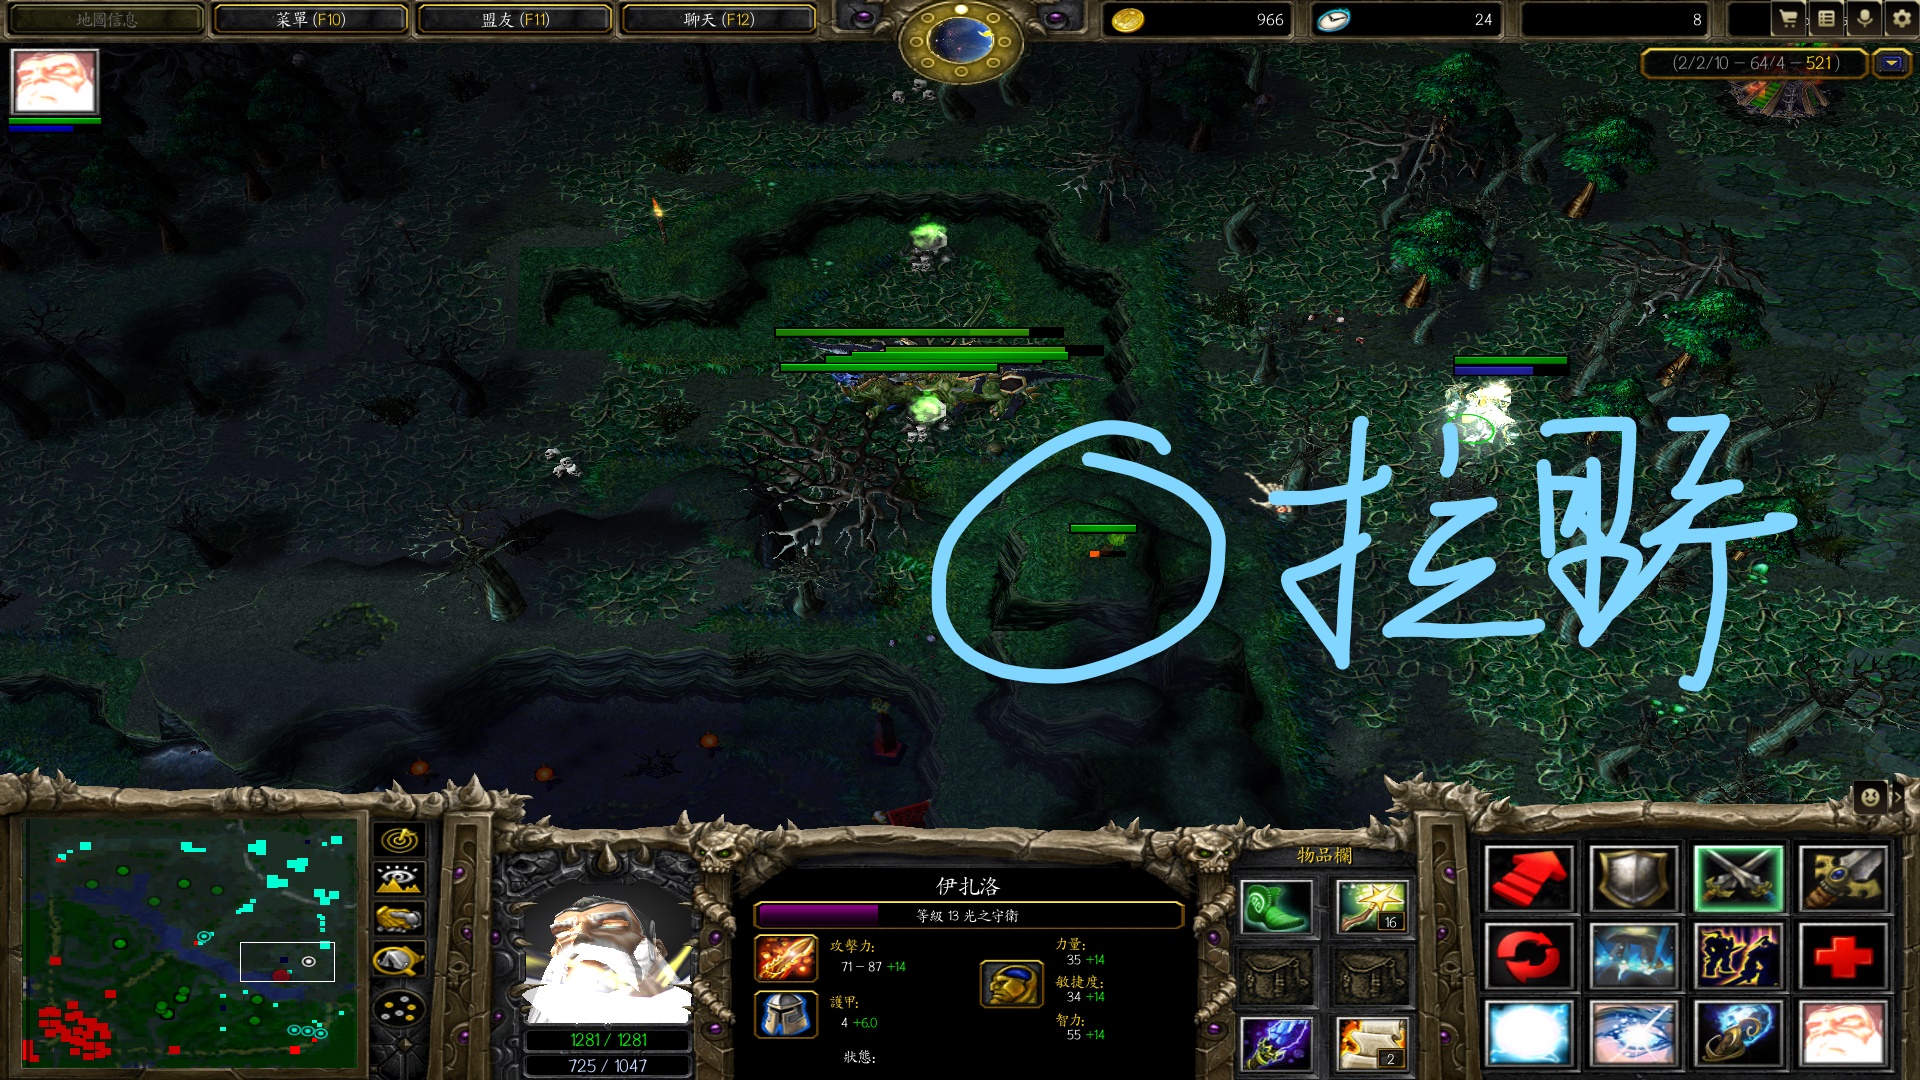 地圖信息 菜單 (F10) 盟友 (F11) 聊天 (F12) 966 24 8
(2/2/10 - 64/4 - 521)
拉野
伊扎洛
等級 13 光之守衛
攻擊力:
71 - 87 +14
護甲:
4 +6.0
狀態:
力量:
35 +14
敏捷度:
34 +14
智力:
55 +14
1281 / 1281
725 / 1047
物品欄
16
2